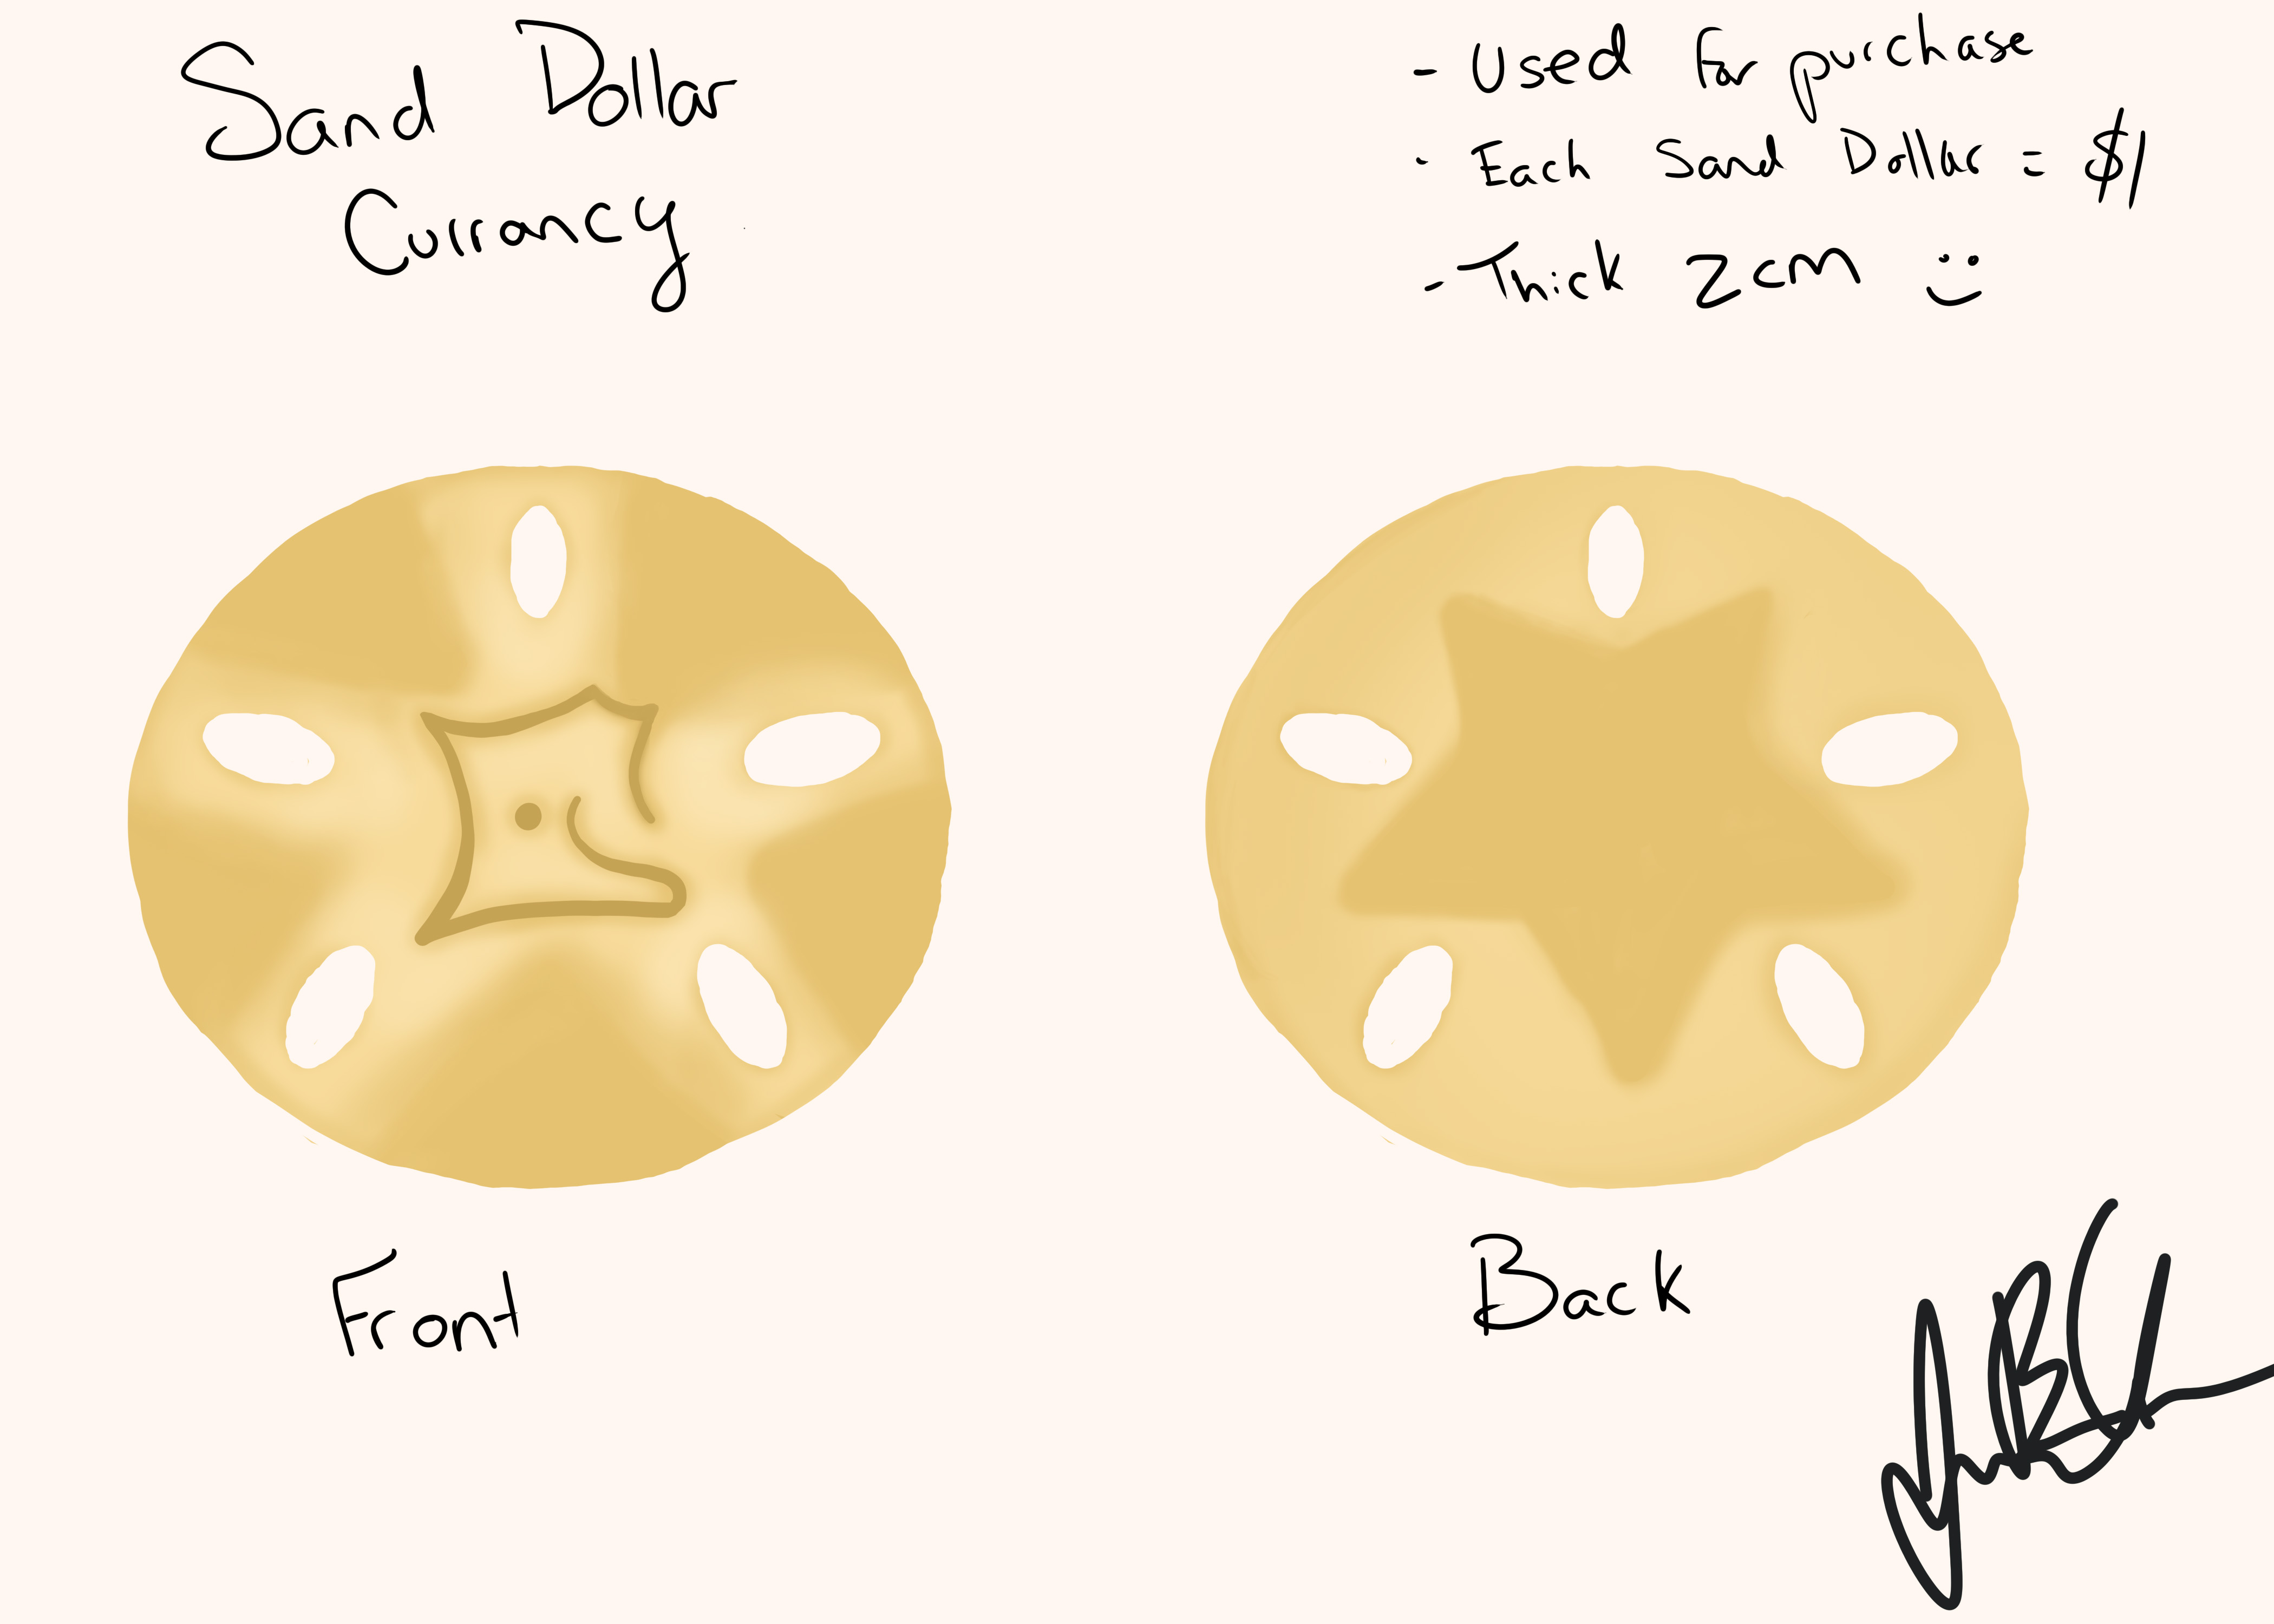 Sand Dollar
Currancy
- Used For purchase
- Each Sand Dollar = $1
- Thick 2cm :)
Front
Back